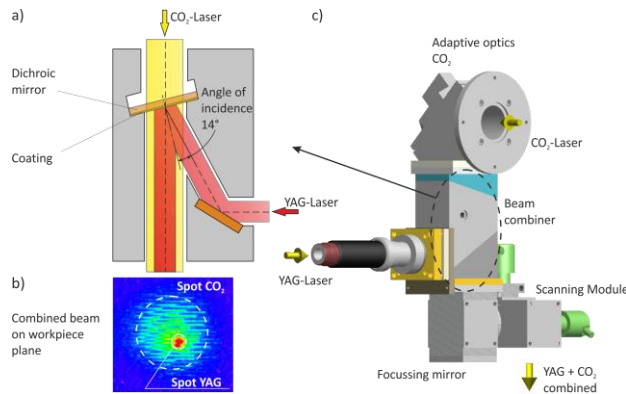 a)
CO₂-Laser
Dichroic
mirror
Coating
Angle of
incidence
14°
YAG-Laser
b)
Combined beam
on workpiece
plane
Spot CO₂
Spot YAG
c)
Adaptive optics
CO₂
CO₂-Laser
Beam
combiner
YAG-Laser
Scanning Module
Focussing mirror
YAG + CO₂
combined